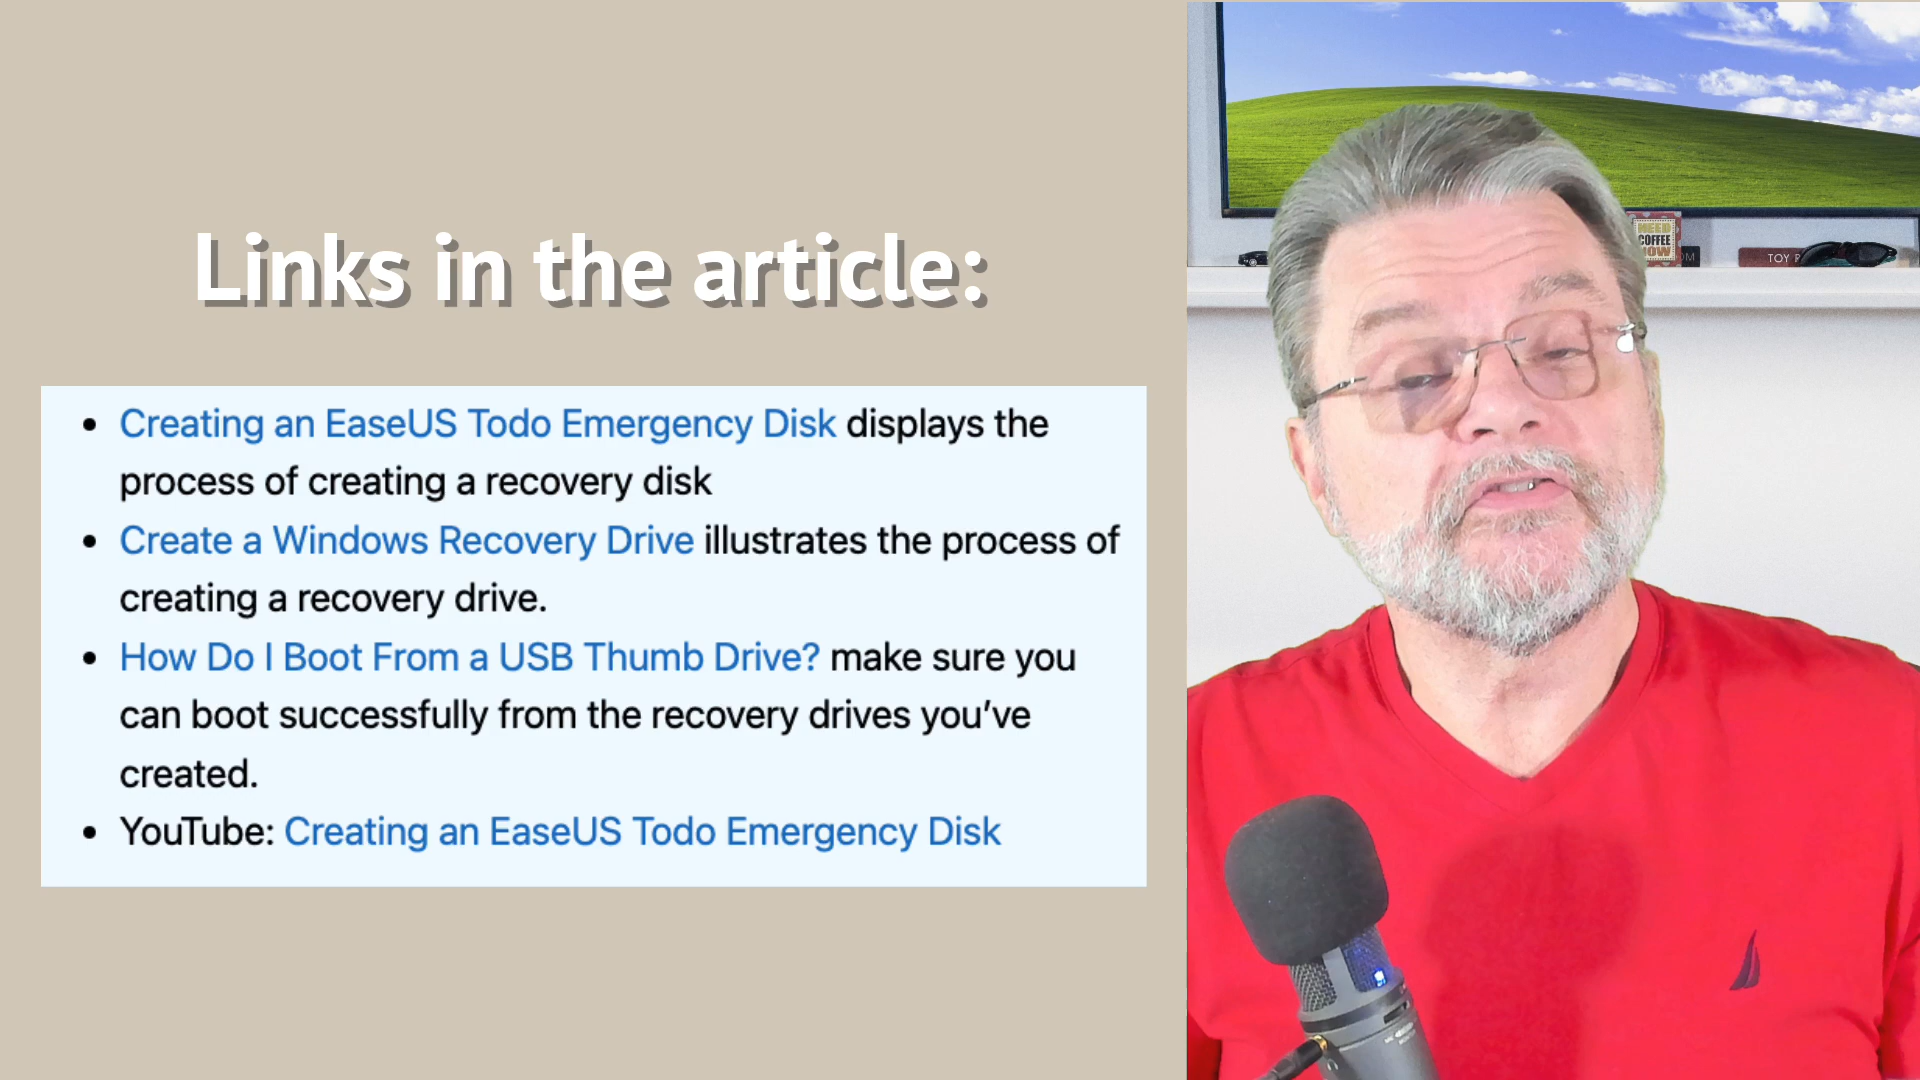 Links in the article:
• Creating an EaseUS Todo Emergency Disk displays the
process of creating a recovery disk
• Create a Windows Recovery Drive illustrates the process of
creating a recovery drive.
• How Do I Boot From a USB Thumb Drive? make sure you
can boot successfully from the recovery drives you’ve
created.
• YouTube: Creating an EaseUS Todo Emergency Disk
NEED
COFFEE
NOW
TOY